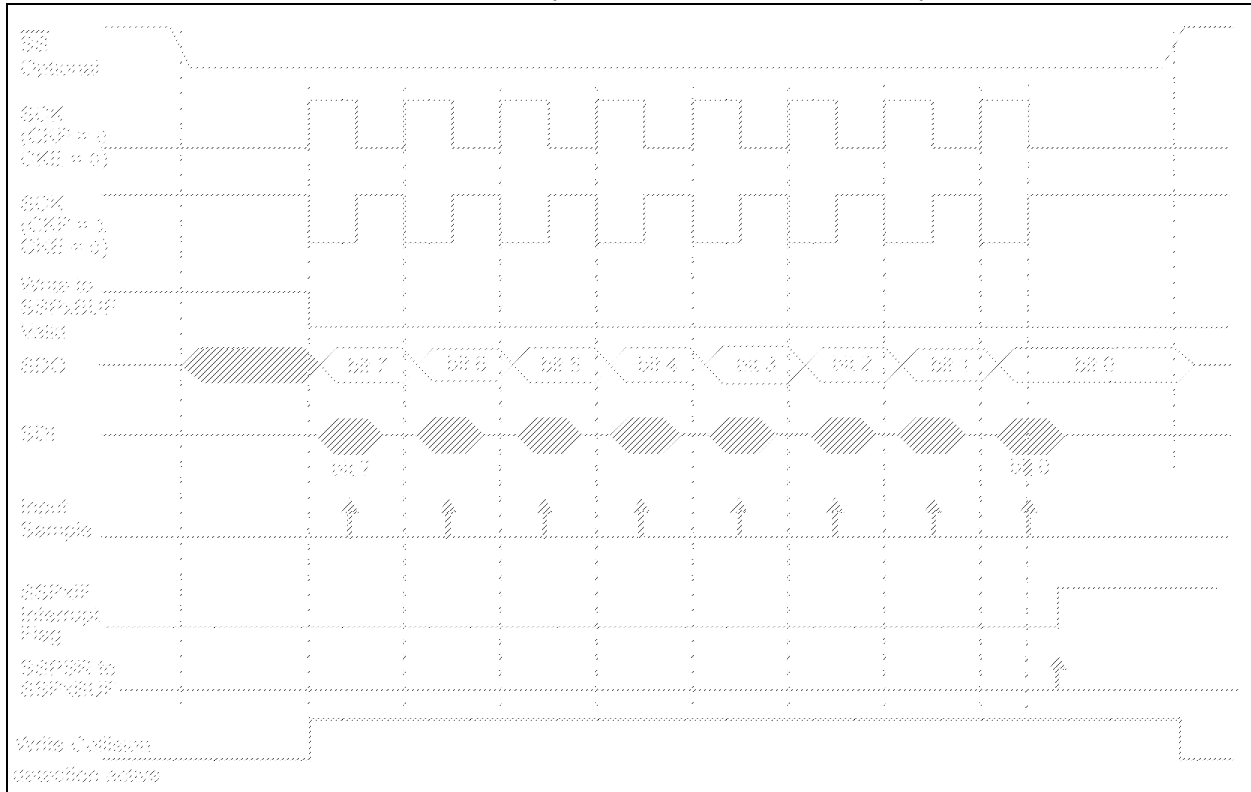 SS
Optional
SCK
(CKP = 0
CKE = 0)
SCK
(CKP = 1
CKE = 0)
Write to
SSPxBUF
Valid
SDO
bit 7
bit 6
bit 5
bit 4
bit 3
bit 2
bit 1
bit 0
SDI
bit 7
bit 0
Input
Sample
SSPxIF
Interrupt
Flag
SSPSR to
SSPxBUF
Write Collision
detection active